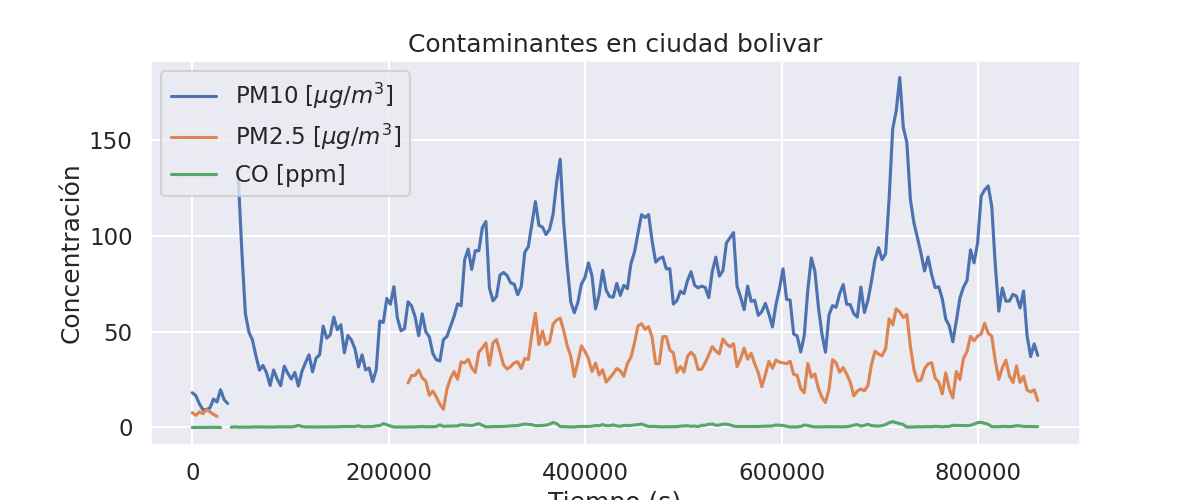 Contaminantes en ciudad bolivar
PM10 [μg/m³]
PM2.5 [μg/m³]
CO [ppm]
Concentración
150
100
50
0
0 200000 400000 600000 800000
Tiempo (s)